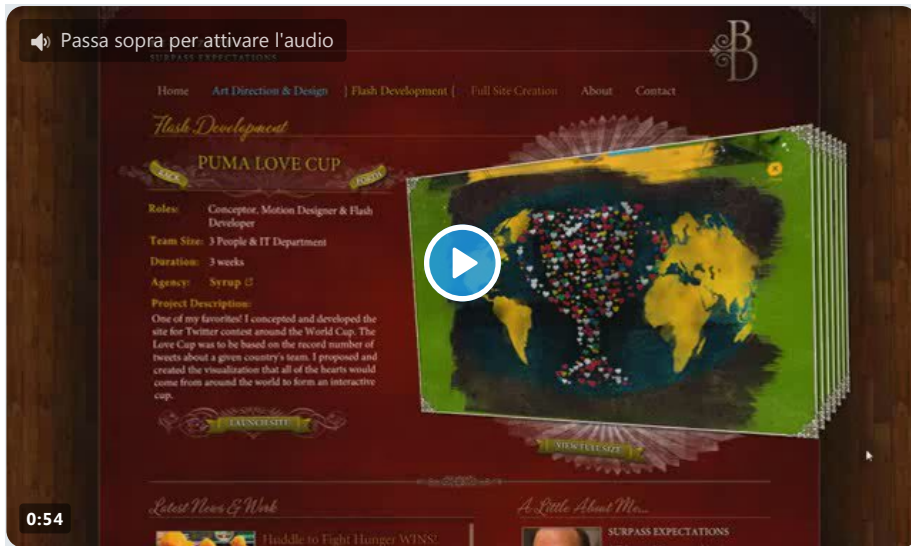 Passa sopra per attivare l'audio
SURPASS EXPECTATIONS
B
D
Home Art Direction & Design | Flash Development { Full Site Creation About Contact
Flash Development
PUMA LOVE CUP
BACK
Roles: Conceptor, Motion Designer & Flash
Developer
Team Size: 3 People & IT Department
Duration: 3 weeks
Agency: Syrup
Project Description:
One of my favorites! I concepted and developed the
site for Twitter contest around the World Cup. The
Love Cup was to be based on the record number of
tweets about a given country's team. I proposed and
created the visualization that all of the hearts would
come from around the world to form an interactive
cup.
LAUNCH SITE
VIEW FULL SIZE
Latest News & Work
A Little About Me...
0:54
Huddle to Fight Hunger WINS!
SURPASS EXPECTATIONS